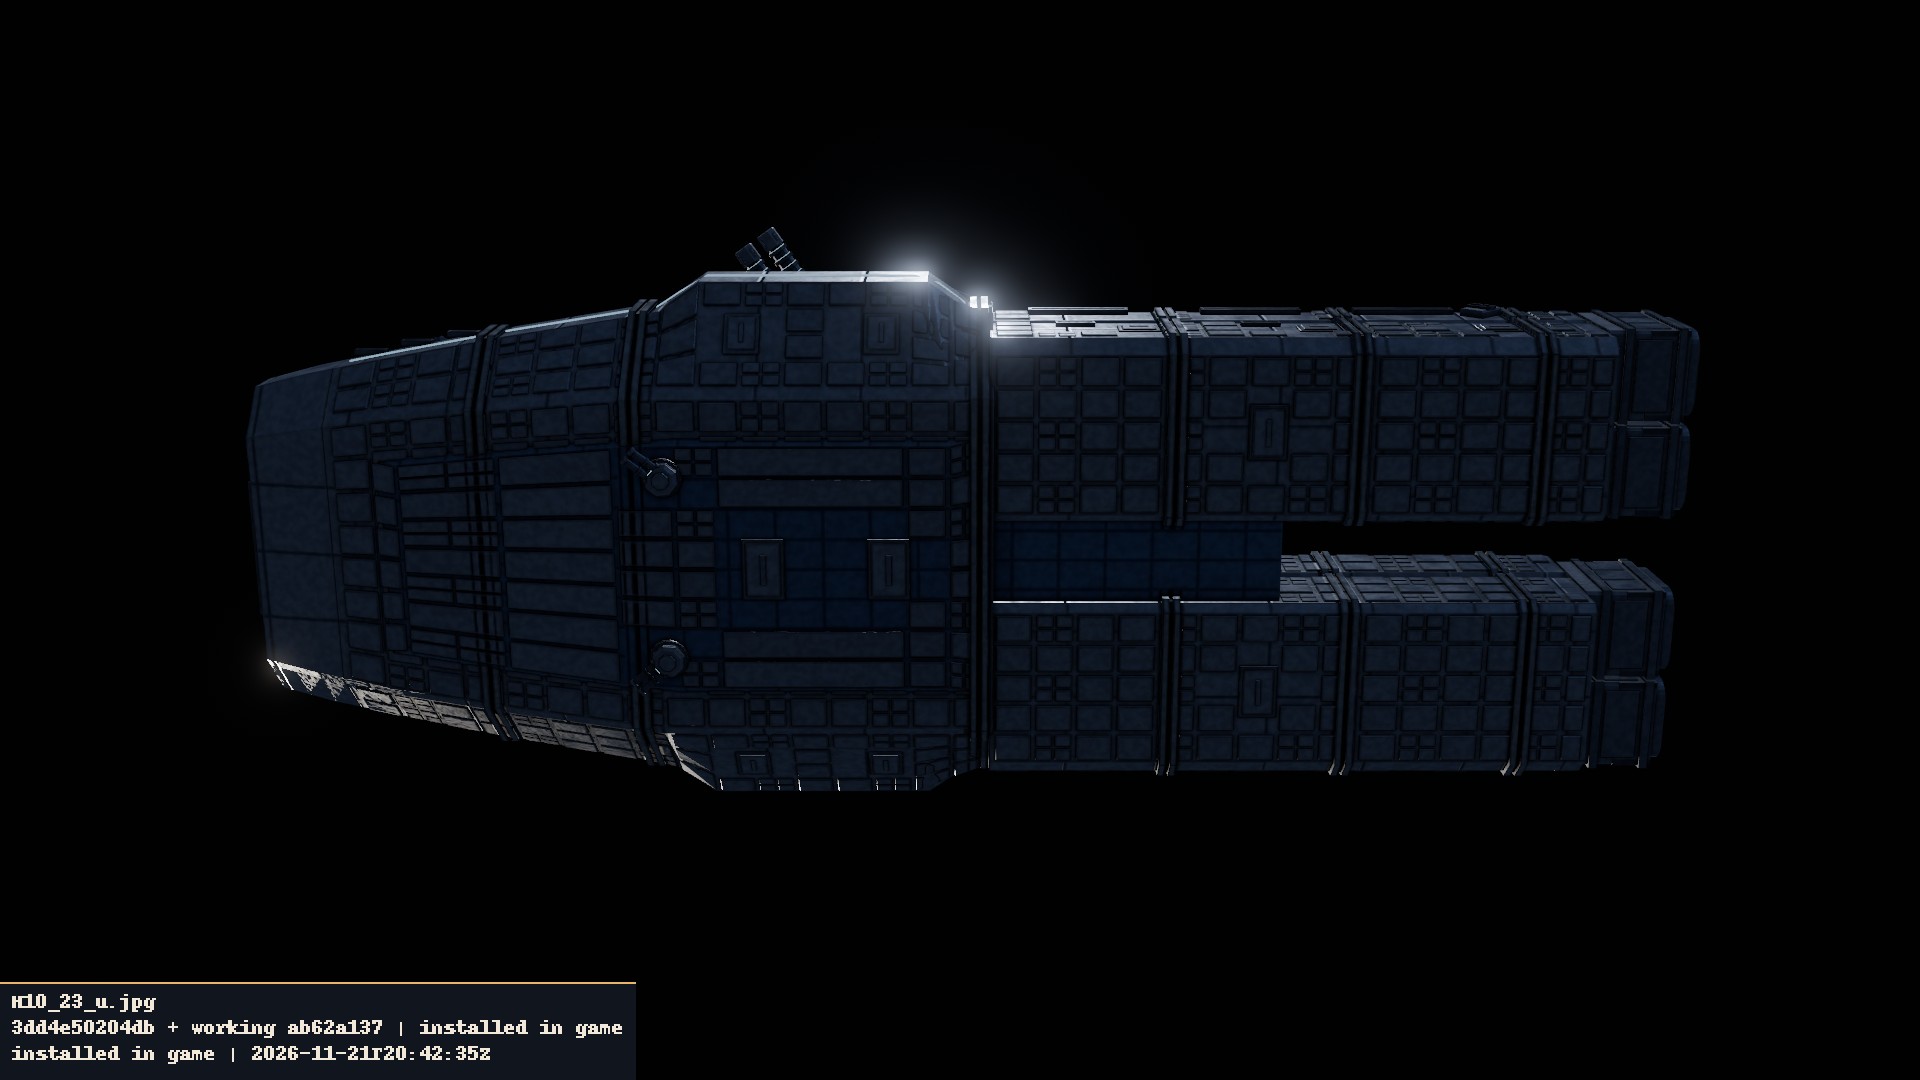 H10_23_u.jpg
3dd4e50204db + working ab62a137 | installed in game
installed in game | 2026-11-21T20:42:35Z